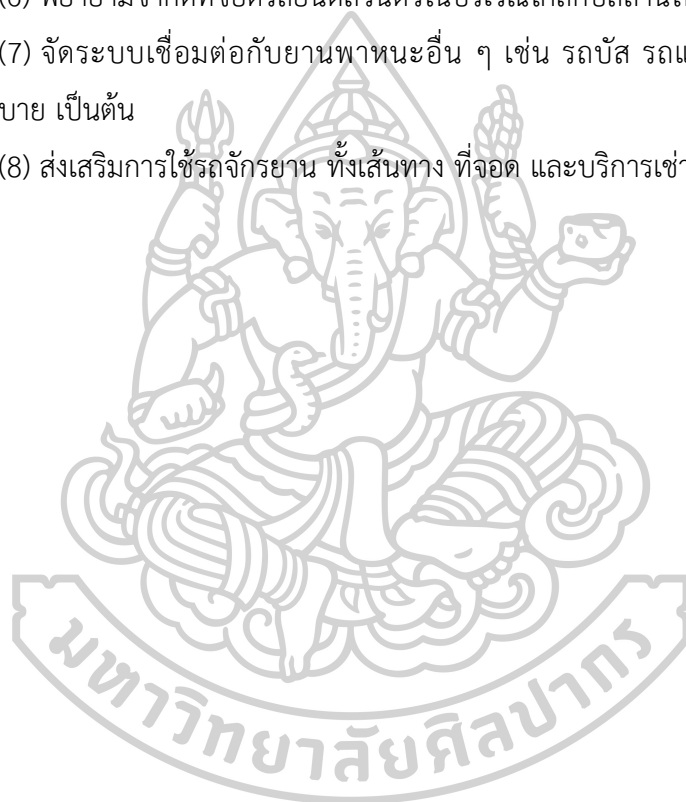 (7) จัดระบบเชื่อมต่อกับยานพาหนะอื่น ๆ เช่น รถบัส
บาย เป็นต้น
(8) ส่งเสริมการใช้รถจักรยาน ทั้งเส้นทาง ที่จอด และบริการเช่า
มหาวิทยาลัยศิลปากร